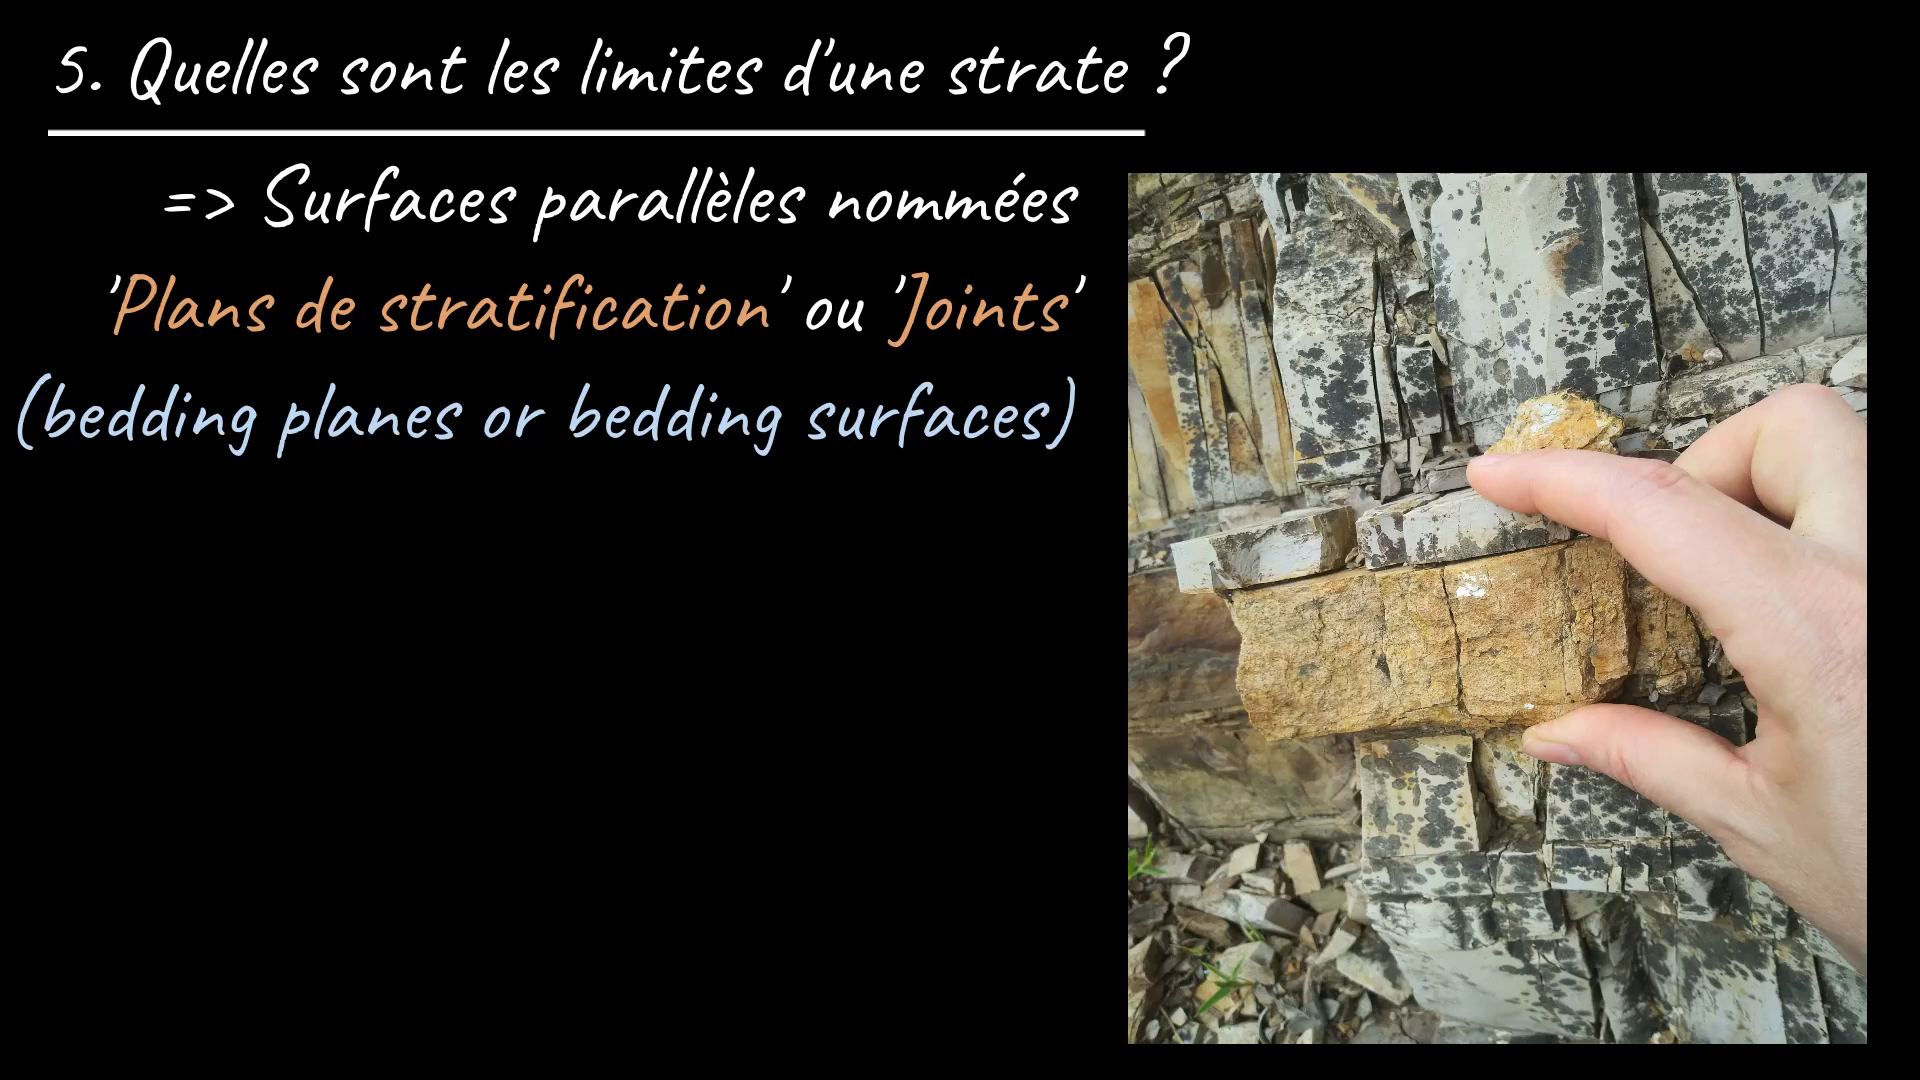 5. Quelles sont les limites d'une strate ?
=> Surfaces parallèles nommées
'Plans de stratification' ou 'Joints'
(bedding planes or bedding surfaces)